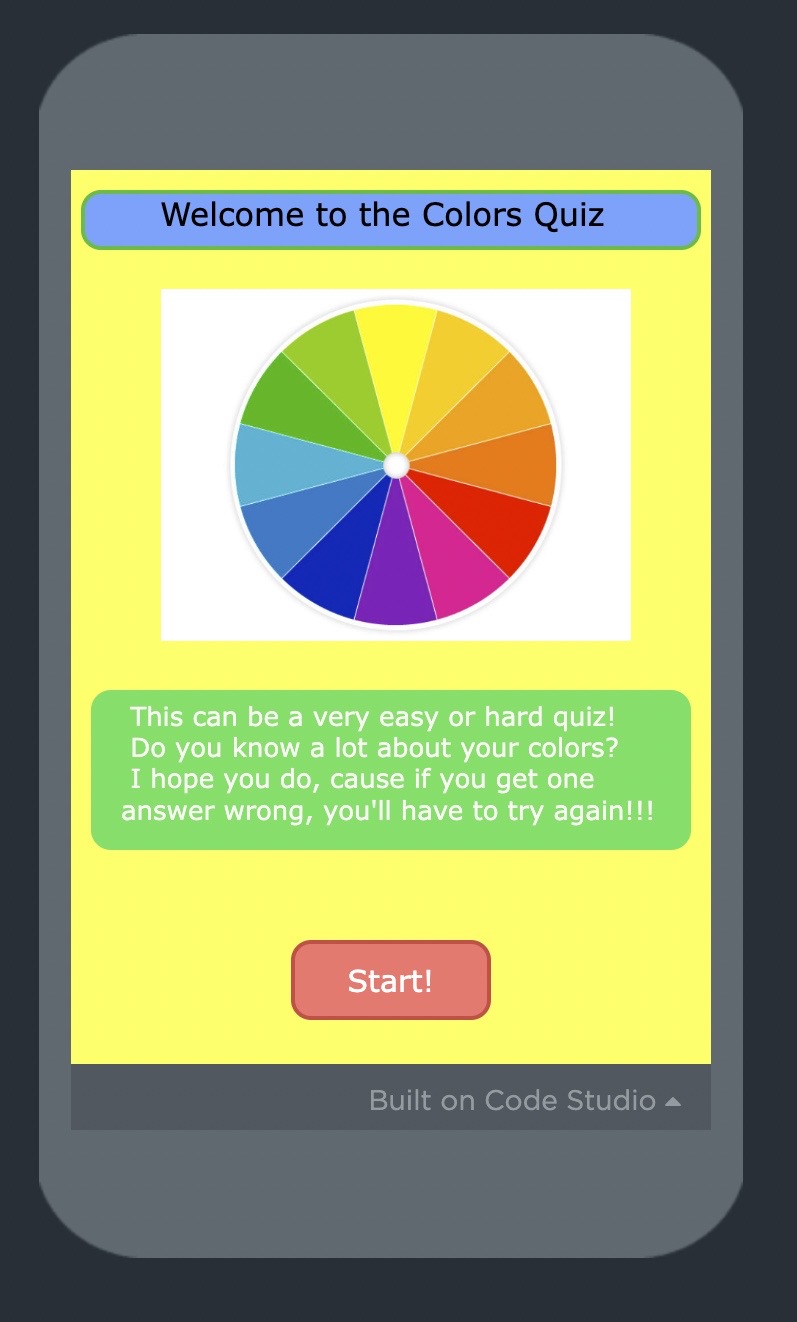 Welcome to the Colors Quiz
This can be a very easy or hard quiz!
Do you know a lot about your colors?
I hope you do, cause if you get one
answer wrong, you'll have to try again!!!
Start!
Built on Code Studio